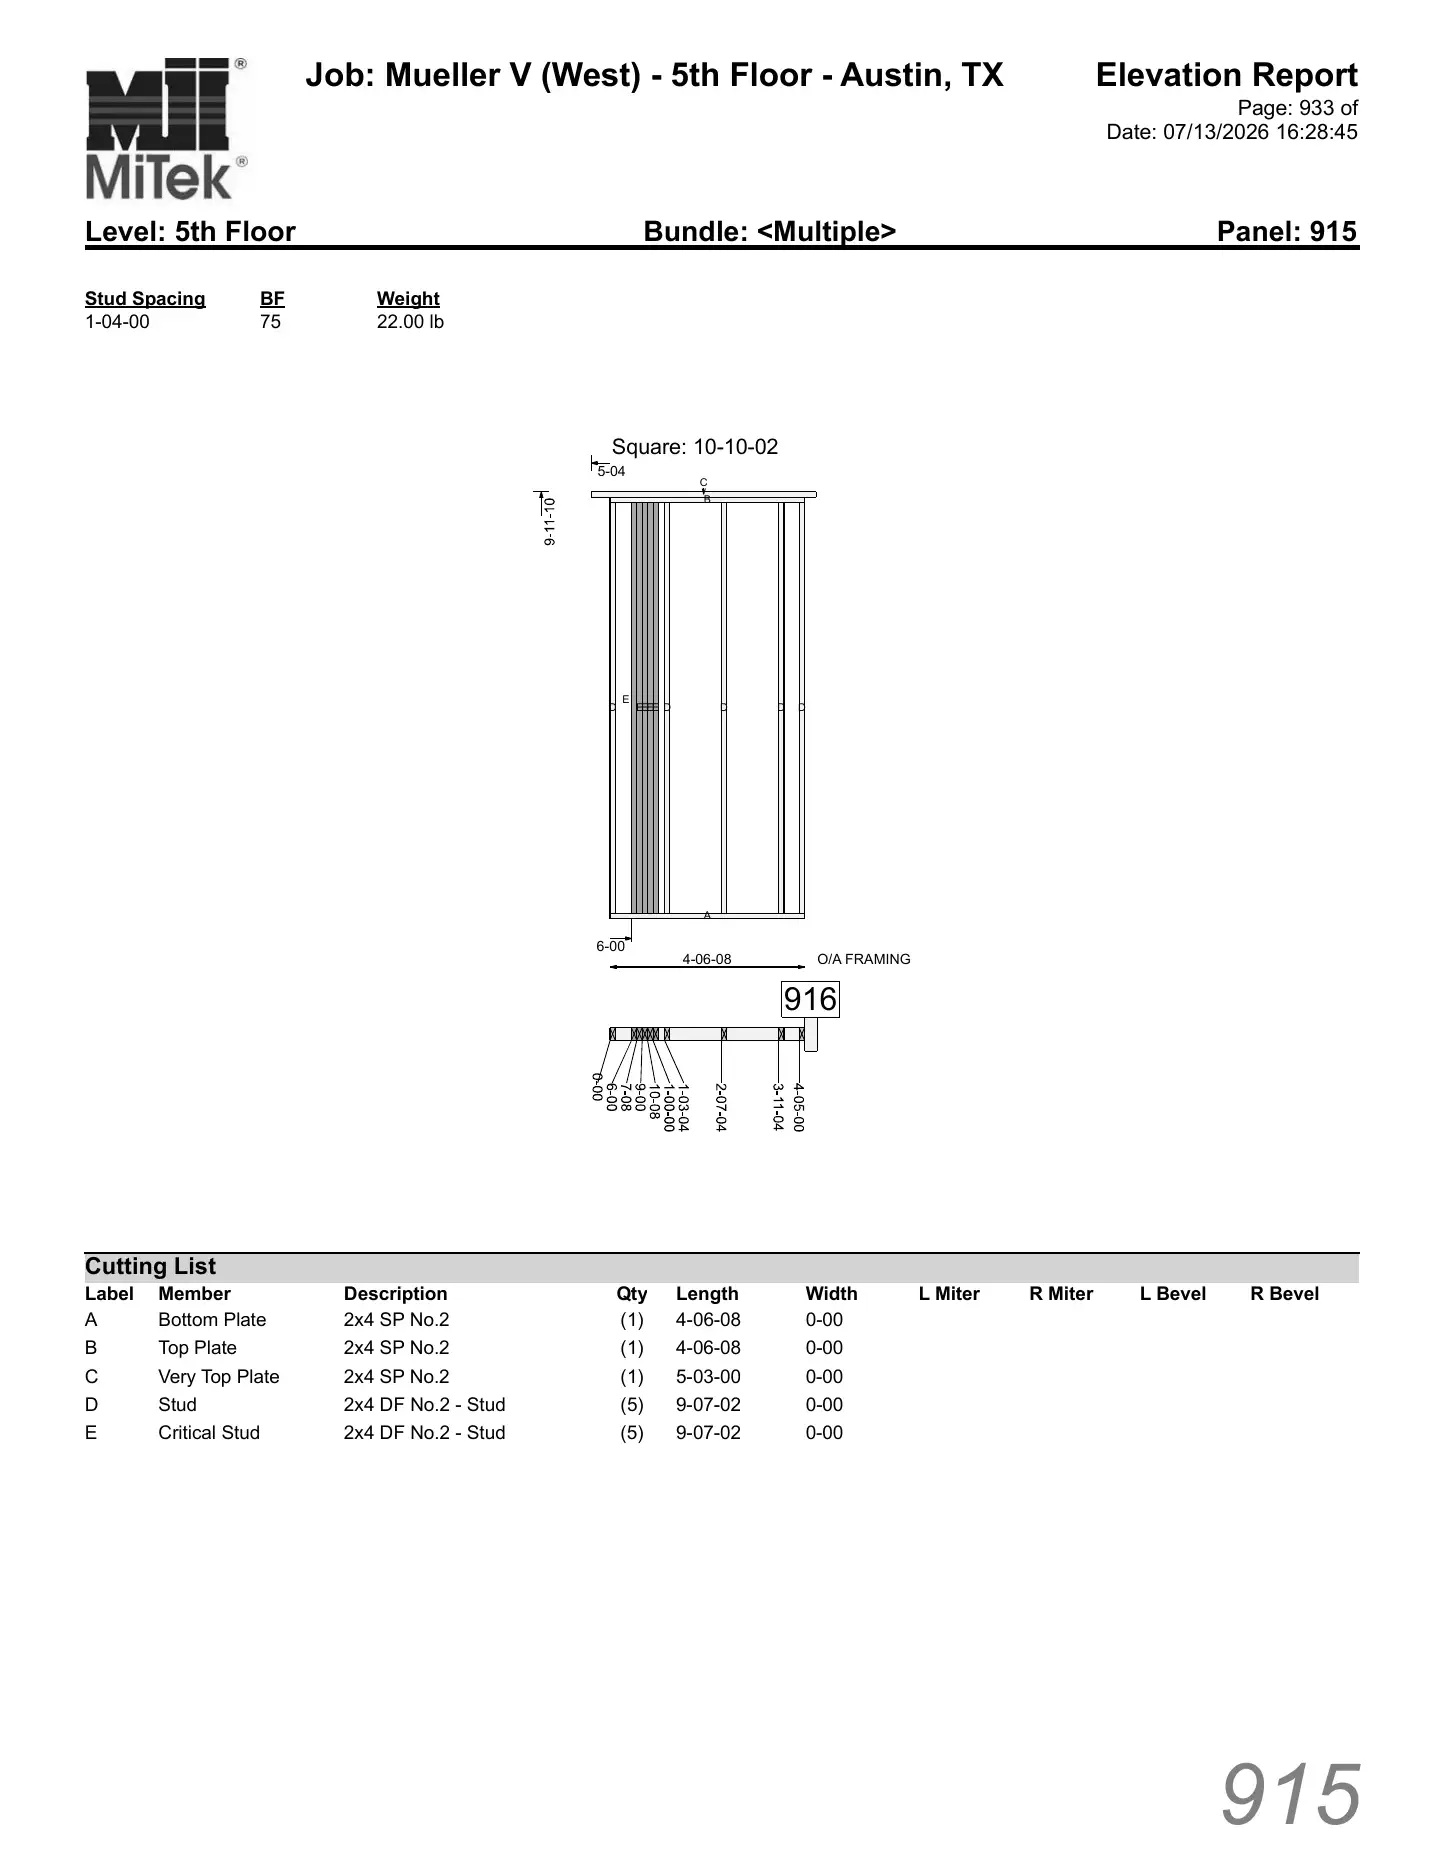 MiTek®
®
Job: Mueller V (West) - 5th Floor - Austin, TX
Elevation Report
Page: 933 of
Date: 07/13/2026 16:28:45
Level: 5th Floor Bundle: <Multiple> Panel: 915
Stud Spacing BF Weight
1-04-00 75 22.00 lb
Square: 10-10-02
5-04
C
B
9-11-10
E
A
6-00
4-06-08 O/A FRAMING
916
0-00 6-00 7-08 9-00 10-08 1-00-00 1-03-04 2-07-04 3-11-04 4-05-00
Cutting List
Label Member Description Qty Length Width L Miter R Miter L Bevel R Bevel
A Bottom Plate 2x4 SP No.2 (1) 4-06-08 0-00
B Top Plate 2x4 SP No.2 (1) 4-06-08 0-00
C Very Top Plate 2x4 SP No.2 (1) 5-03-00 0-00
D Stud 2x4 DF No.2 - Stud (5) 9-07-02 0-00
E Critical Stud 2x4 DF No.2 - Stud (5) 9-07-02 0-00
915